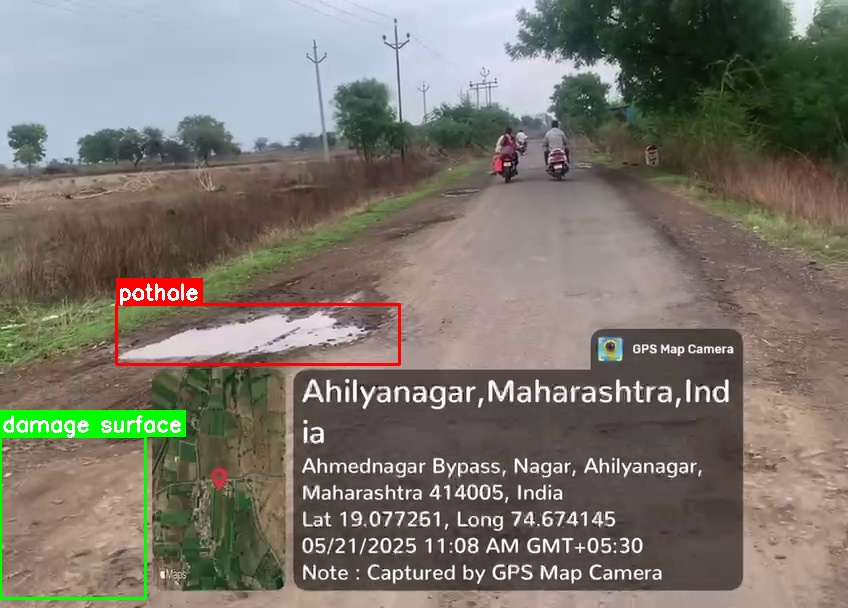 pothole
GPS Map Camera
Ahilyanagar,Maharashtra,Ind
ia
damage surface
Ahmednagar Bypass, Nagar, Ahilyanagar,
Maharashtra 414005, India
Lat 19.077261, Long 74.674145
05/21/2025 11:08 AM GMT+05:30
Note : Captured by GPS Map Camera
Maps